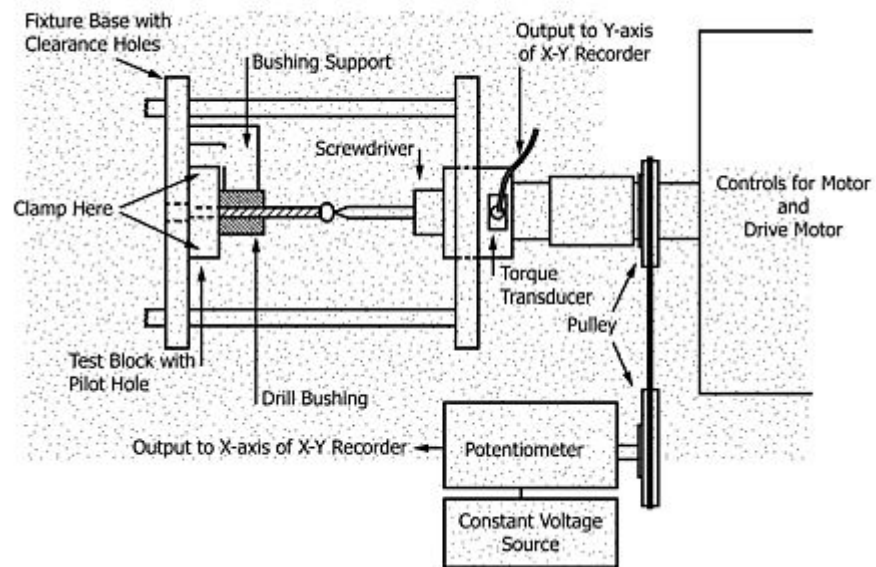 Fixture Base with
Clearance Holes
Bushing Support
Output to Y-axis
of X-Y Recorder
Screwdriver
Clamp Here
Controls for Motor
and
Drive Motor
Torque
Transducer
Pulley
Test Block with
Pilot Hole
Drill Bushing
Output to X-axis of X-Y Recorder
Potentiometer
Constant Voltage
Source